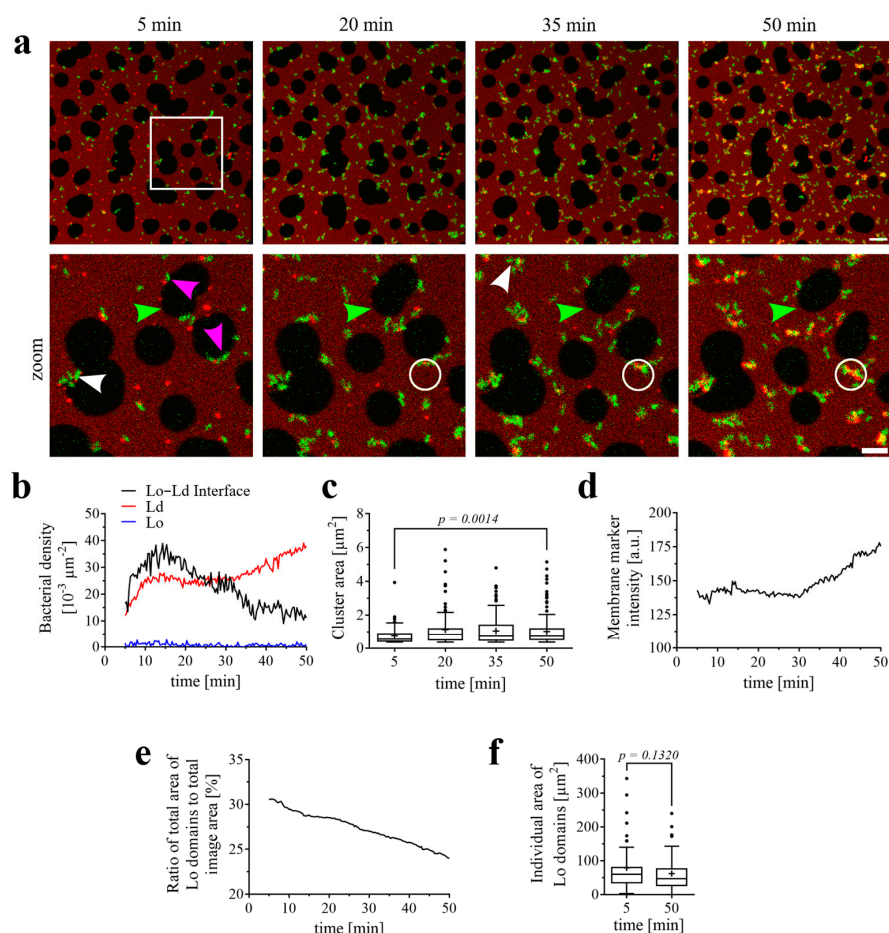 a
5 min 20 min 35 min 50 min
zoom
b
Lo–Ld Interface
Ld
Lo
Bacterial density
[10⁻³ µm⁻²]
50
40
30
20
10
0
0 10 20 30 40 50
time [min]
c
p = 0.0014
Cluster area [µm²]
8
6
4
2
0
5 20 35 50
time [min]
d
Membrane marker
intensity [a.u.]
200
175
150
125
100
0 10 20 30 40 50
time [min]
e
Ratio of total area of
Lo domains to total
image area [%]
35
30
25
20
0 10 20 30 40 50
time [min]
f
p = 0.1320
Individual area of
Lo domains [µm²]
400
300
200
100
0
5 50
time [min]